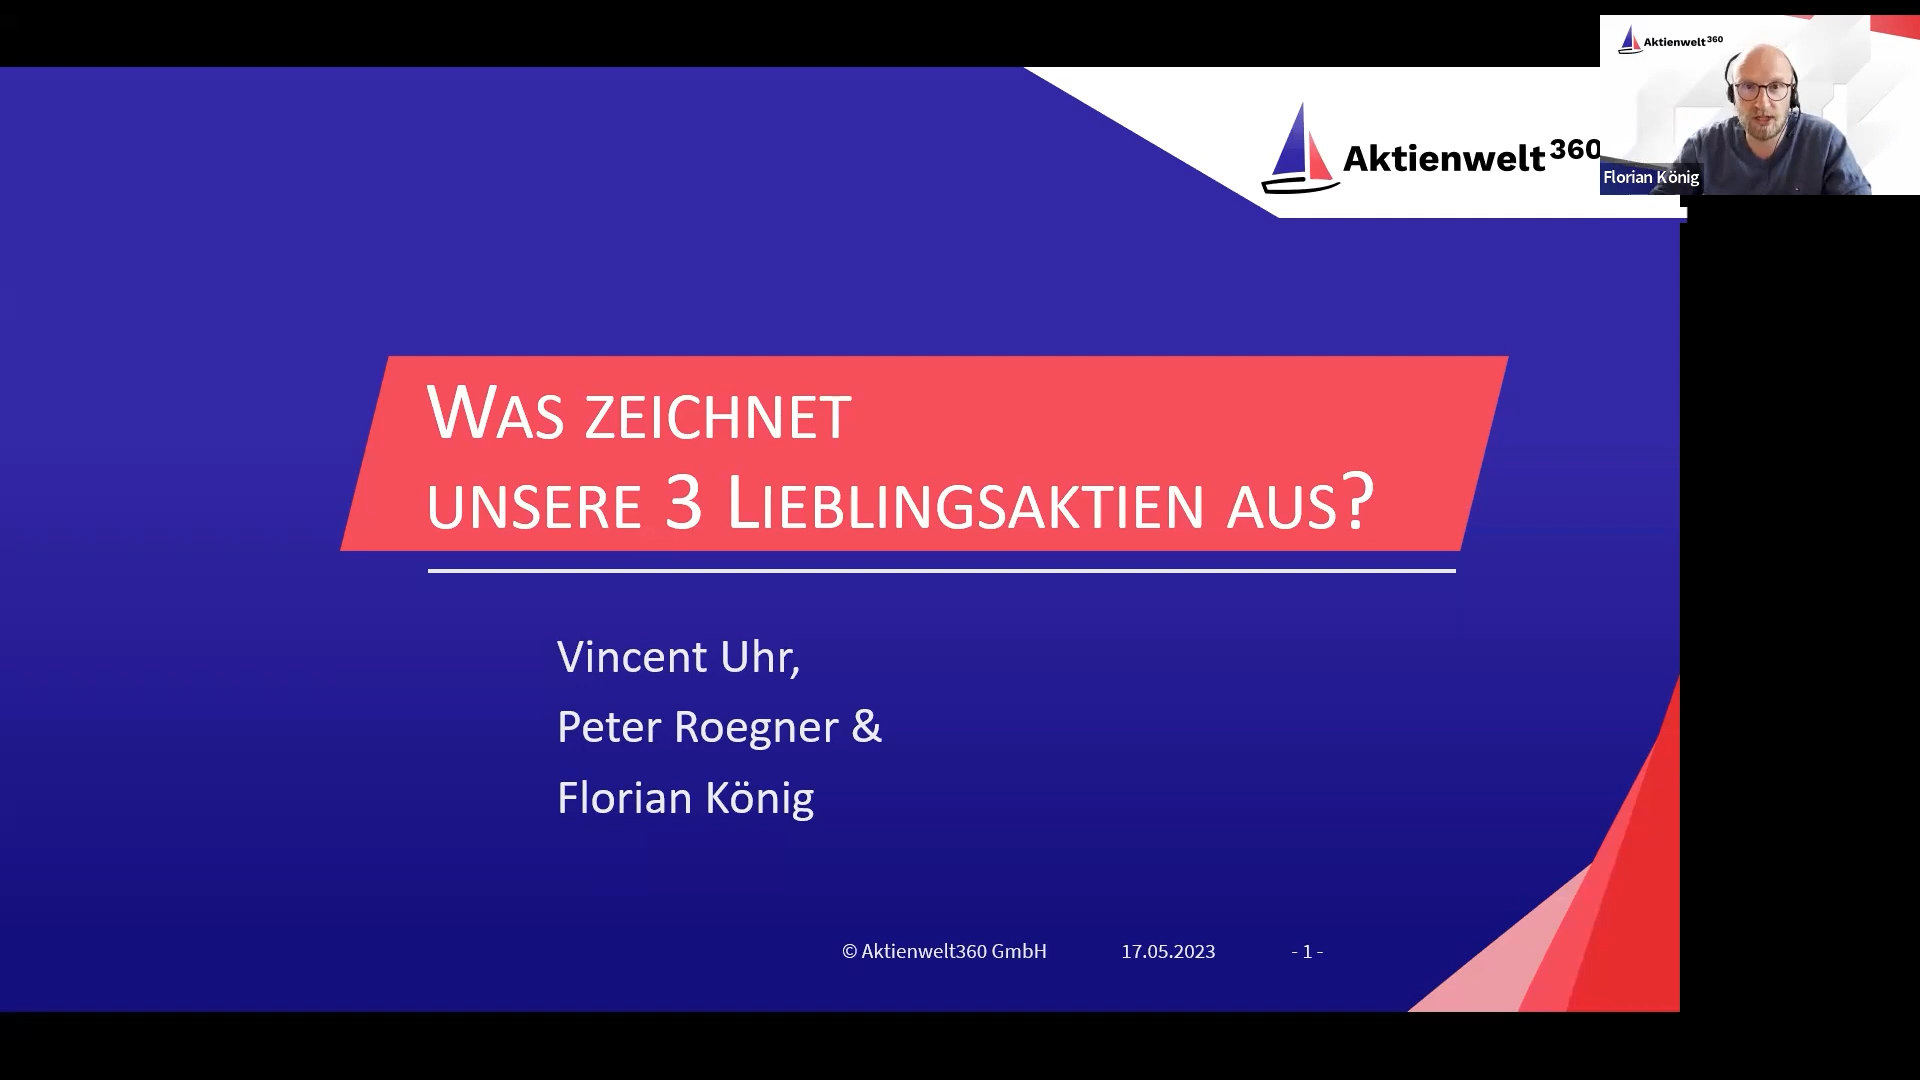 Aktienwelt360
Aktienwelt360
Florian König
Was zeichnet
unsere 3 Lieblingsaktien aus?
Vincent Uhr,
Peter Roegner &
Florian König
© Aktienwelt360 GmbH 17.05.2023 - 1 -